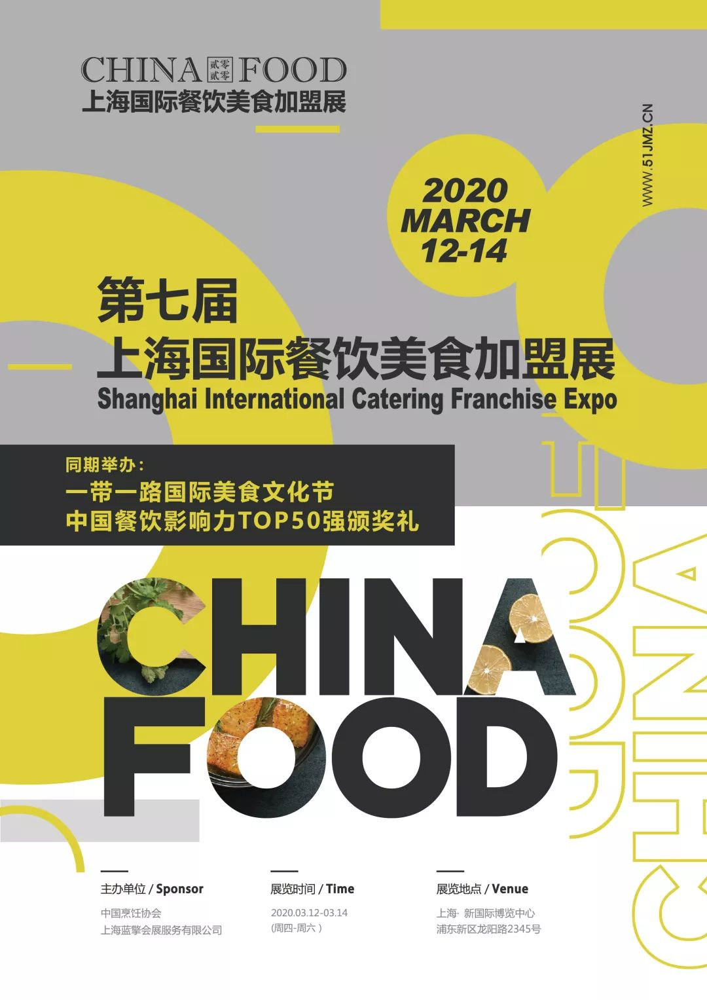 CHINA 贰零贰零 FOOD
上海国际餐饮美食加盟展
WWW.51JMZ.CN
2020
MARCH
12-14
第七届
上海国际餐饮美食加盟展
Shanghai International Catering Franchise Expo
同期举办：
一带一路国际美食文化节
中国餐饮影响力TOP50强颁奖礼
CHINA
FOOD
CHINA
FOOD
主办单位 / Sponsor
中国烹饪协会
上海蓝擎会展服务有限公司
展览时间 / Time
2020.03.12-03.14
(周四-周六 )
展览地点 / Venue
上海· 新国际博览中心
浦东新区龙阳路2345号